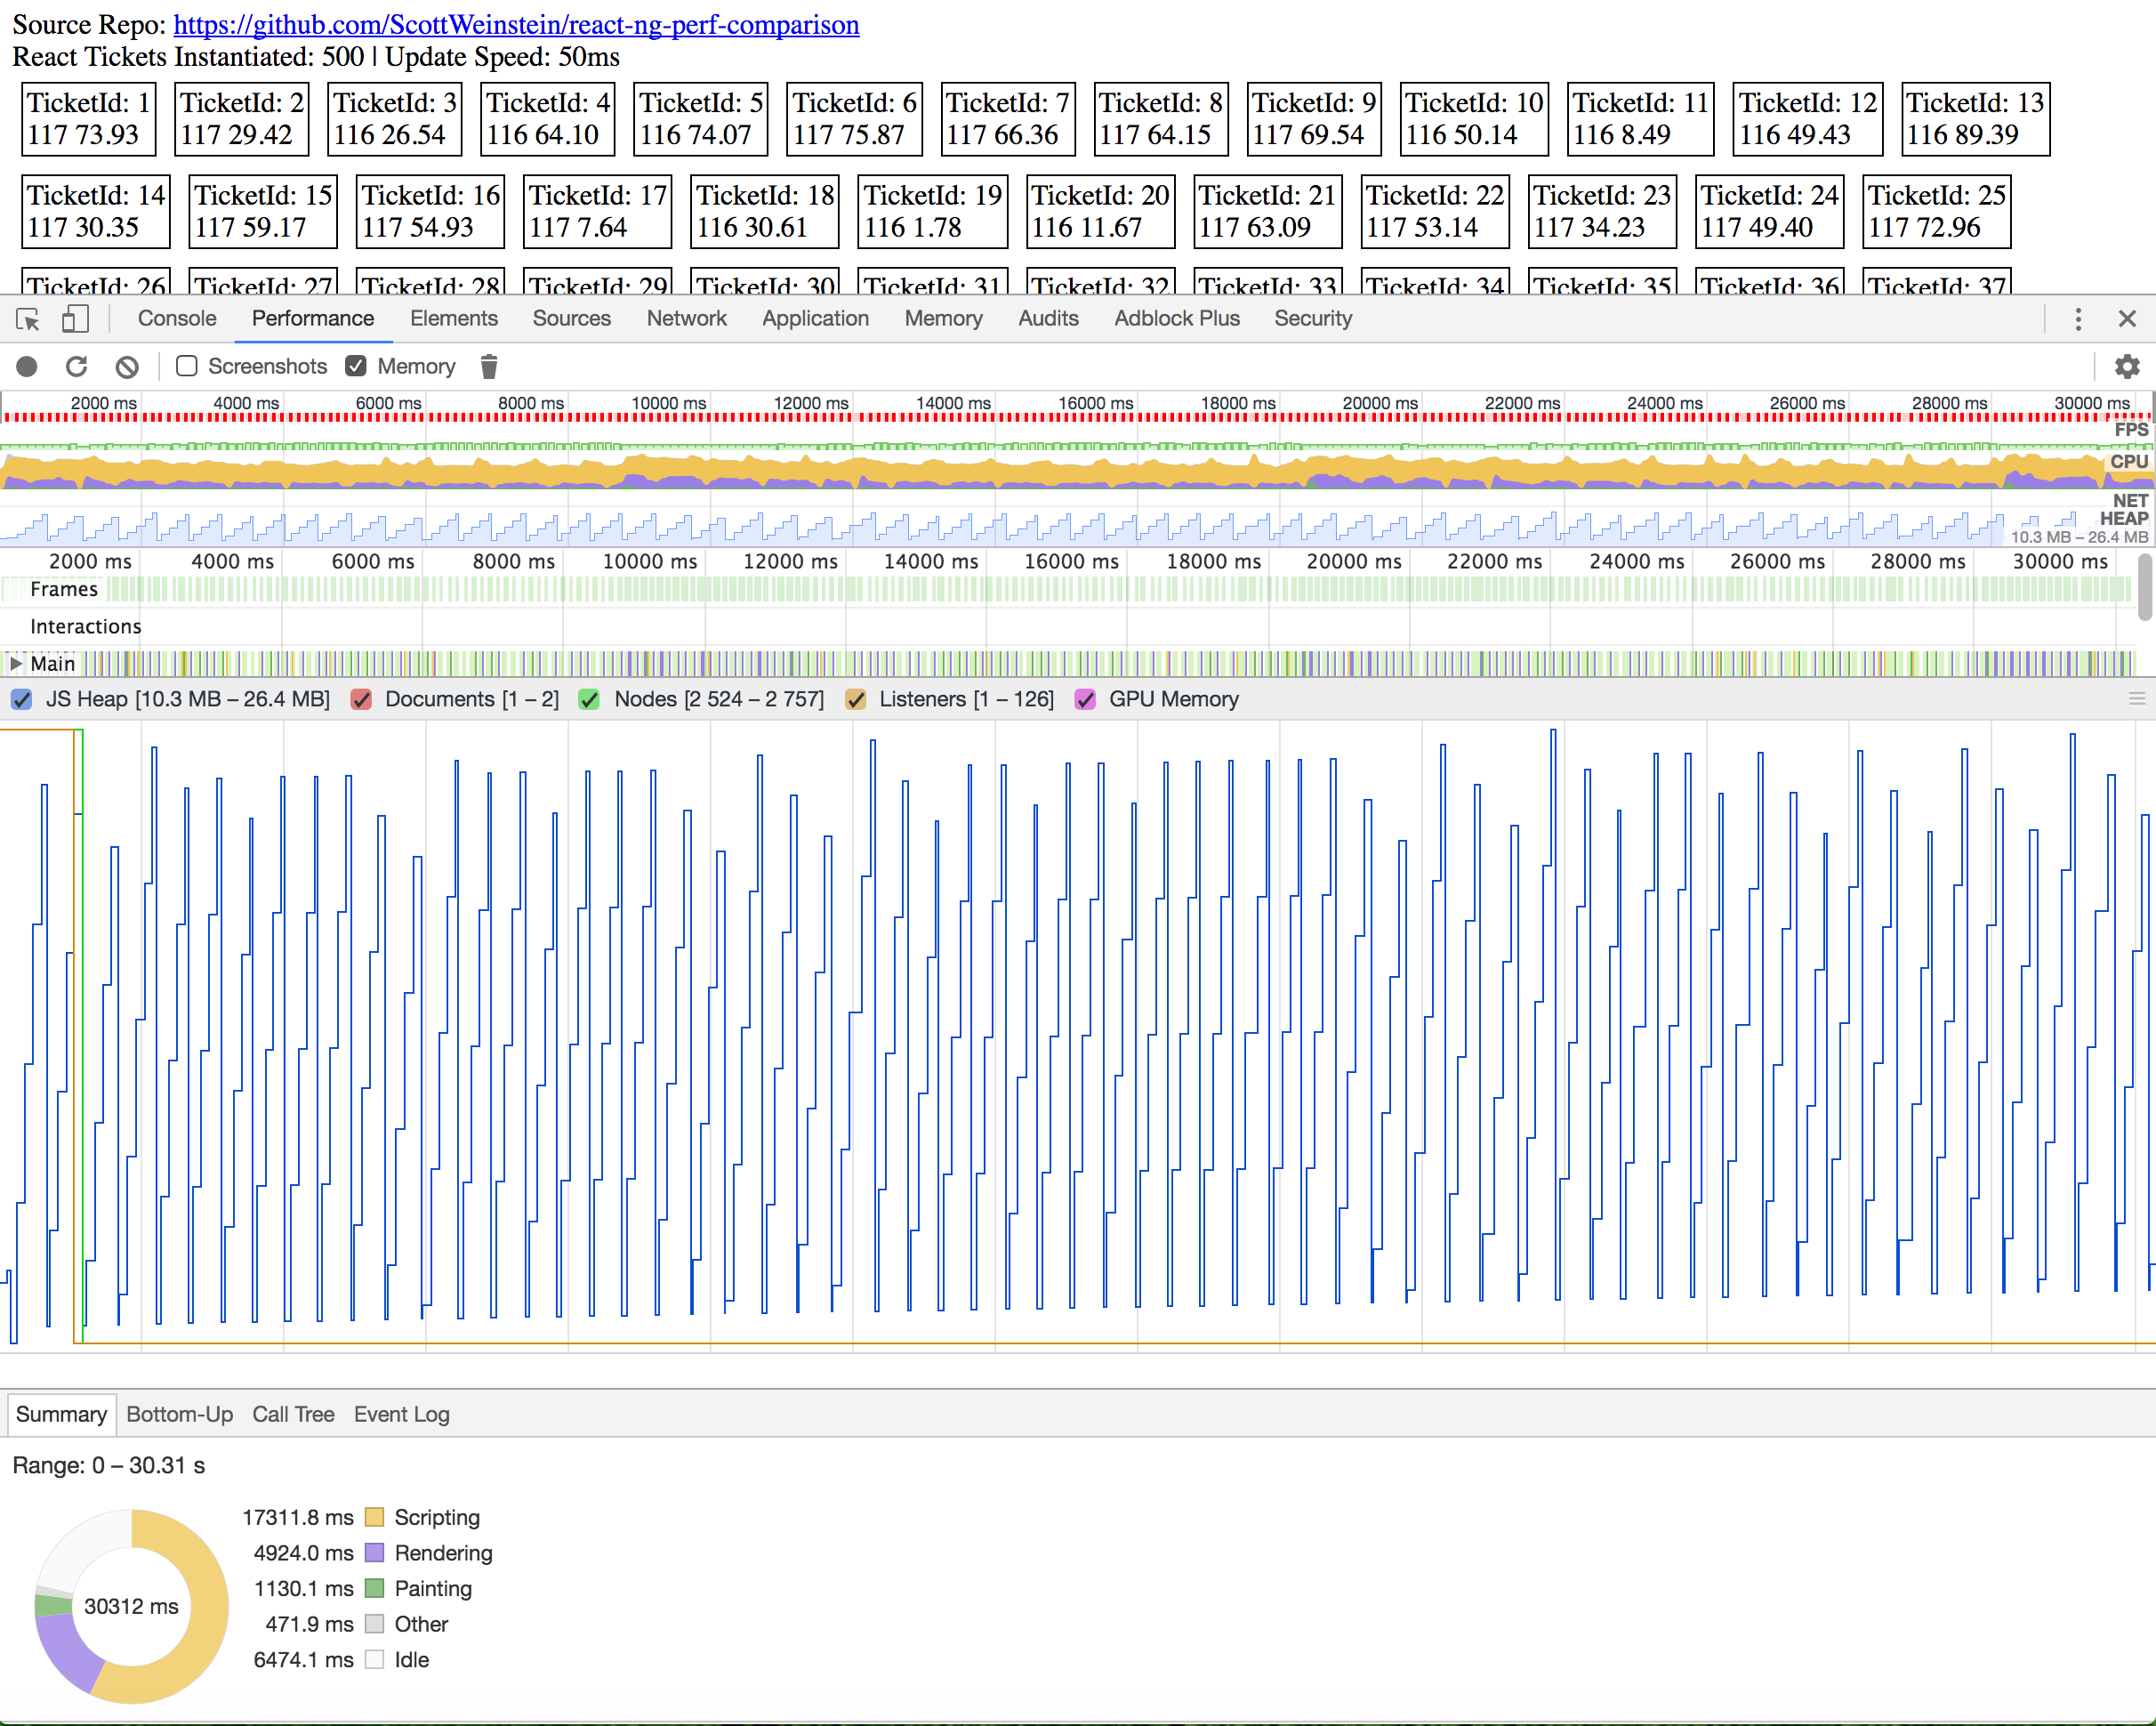 Source Repo: https://github.com/ScottWeinstein/react-ng-perf-comparison
React Tickets Instantiated: 500 | Update Speed: 50ms
TicketId: 1 TicketId: 2 TicketId: 3 TicketId: 4 TicketId: 5 TicketId: 6 TicketId: 7 TicketId: 8 TicketId: 9 TicketId: 10 TicketId: 11 TicketId: 12 TicketId: 13
117 73.93 117 29.42 116 26.54 116 64.10 116 74.07 117 75.87 117 66.36 117 64.15 117 69.54 116 50.14 116 8.49 116 49.43 116 89.39
TicketId: 14 TicketId: 15 TicketId: 16 TicketId: 17 TicketId: 18 TicketId: 19 TicketId: 20 TicketId: 21 TicketId: 22 TicketId: 23 TicketId: 24 TicketId: 25
117 30.35 117 59.17 117 54.93 117 7.64 116 30.61 116 1.78 116 11.67 117 63.09 117 53.14 117 34.23 117 49.40 117 72.96
TicketId: 26 TicketId: 27 TicketId: 28 TicketId: 29 TicketId: 30 TicketId: 31 TicketId: 32 TicketId: 33 TicketId: 34 TicketId: 35 TicketId: 36 TicketId: 37
Console Performance Elements Sources Network Application Memory Audits Adblock Plus Security
Screenshots Memory
2000 ms 4000 ms 6000 ms 8000 ms 10000 ms 12000 ms 14000 ms 16000 ms 18000 ms 20000 ms 22000 ms 24000 ms 26000 ms 28000 ms 30000 ms
FPS
CPU
NET
HEAP
10.3 MB – 26.4 MB
2000 ms 4000 ms 6000 ms 8000 ms 10000 ms 12000 ms 14000 ms 16000 ms 18000 ms 20000 ms 22000 ms 24000 ms 26000 ms 28000 ms 30000 ms
Frames
Interactions
Main
JS Heap [10.3 MB – 26.4 MB] Documents [1 – 2] Nodes [2 524 – 2 757] Listeners [1 – 126] GPU Memory
Summary Bottom-Up Call Tree Event Log
Range: 0 – 30.31 s
17311.8 ms Scripting
4924.0 ms Rendering
1130.1 ms Painting
30312 ms
471.9 ms Other
6474.1 ms Idle